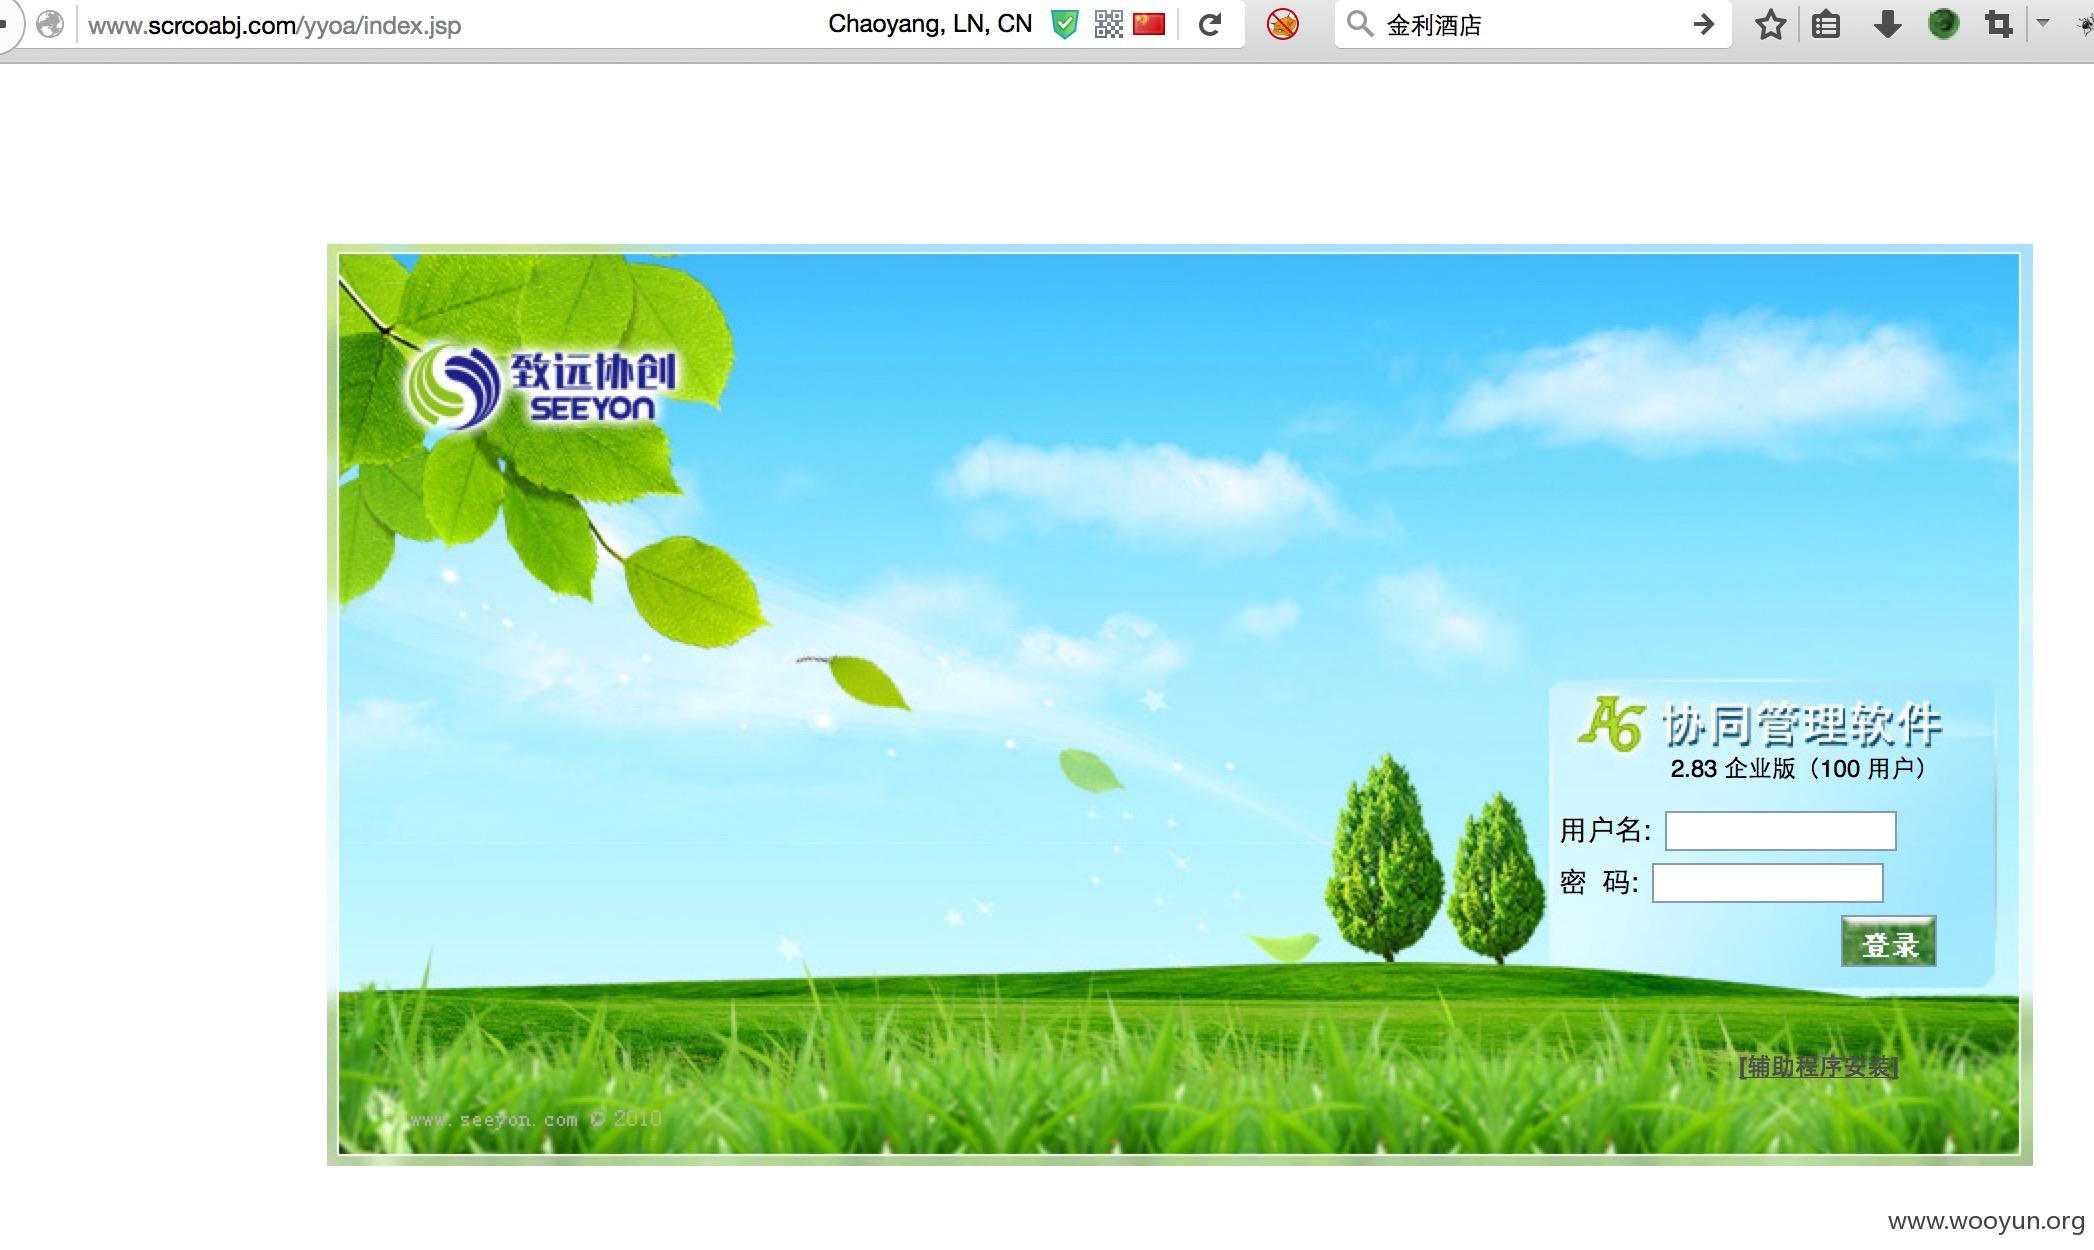 www.scrcoabj.com/yyoa/index.jsp Chaoyang, LN, CN 金利酒店
致远协创
SEEYON
A6 协同管理软件
2.83 企业版（100 用户）
用户名:
密 码:
登录
[辅助程序安装]
www.seeyon.com © 2010
www.wooyun.org